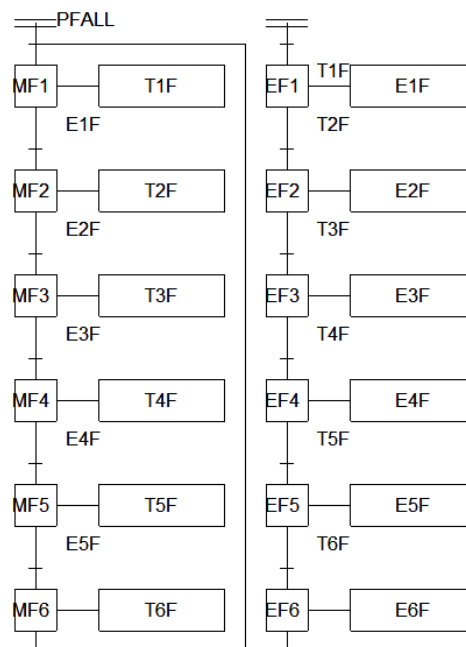 PFALL
MF1 T1F
E1F
MF2 T2F
E2F
MF3 T3F
E3F
MF4 T4F
E4F
MF5 T5F
E5F
MF6 T6F
T1F
EF1 E1F
T2F
EF2 E2F
T3F
EF3 E3F
T4F
EF4 E4F
T5F
EF5 E5F
T6F
EF6 E6F